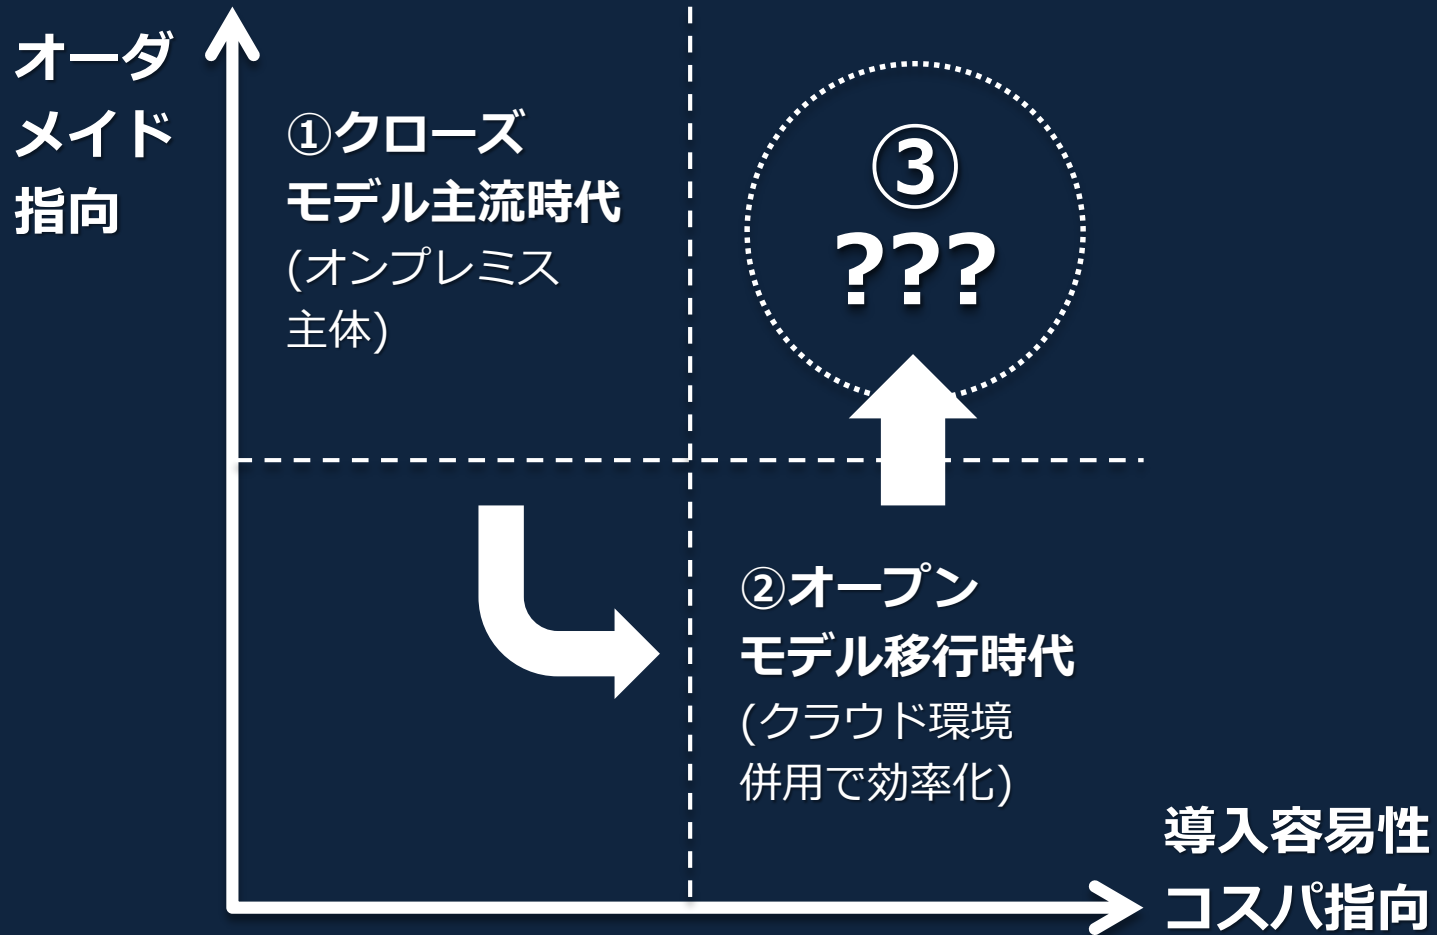 オーダ
メイド
指向
①クローズ
モデル主流時代
(オンプレミス
主体)
③
???
②オープン
モデル移行時代
(クラウド環境
併用で効率化)
導入容易性
コスパ指向